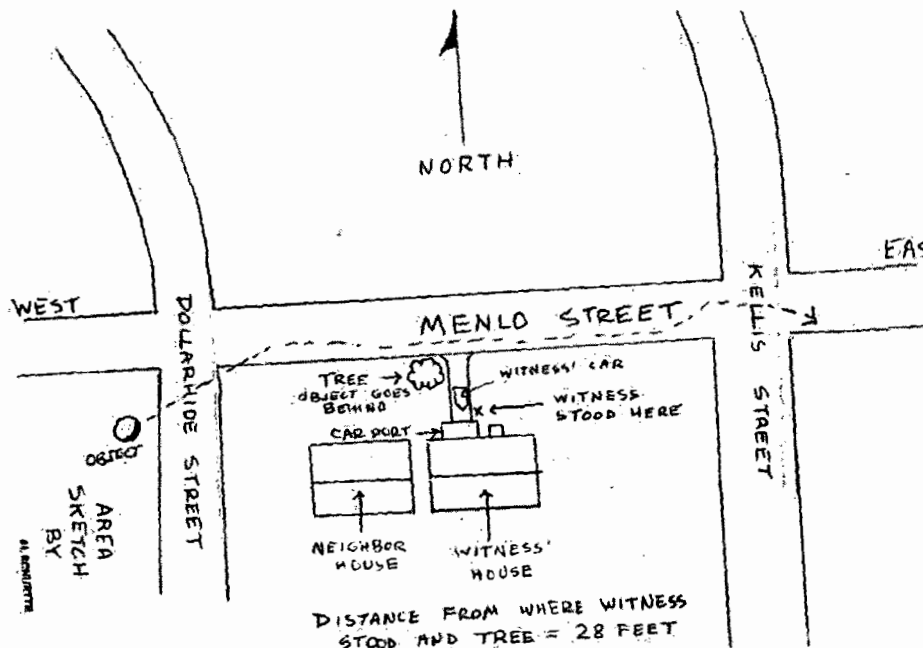 NORTH
WEST
EAS
DOLLARHIDE STREET
MENLO STREET
KELLIS STREET
TREE
OBJECT GOES
BEHIND
WITNESS' CAR
WITNESS
STOOD HERE
CAR PORT
OBJECT
AREA
SKETCH
BY
NEIGHBOR
HOUSE
WITNESS'
HOUSE
DISTANCE FROM WHERE WITNESS
STOOD AND TREE = 28 FEET